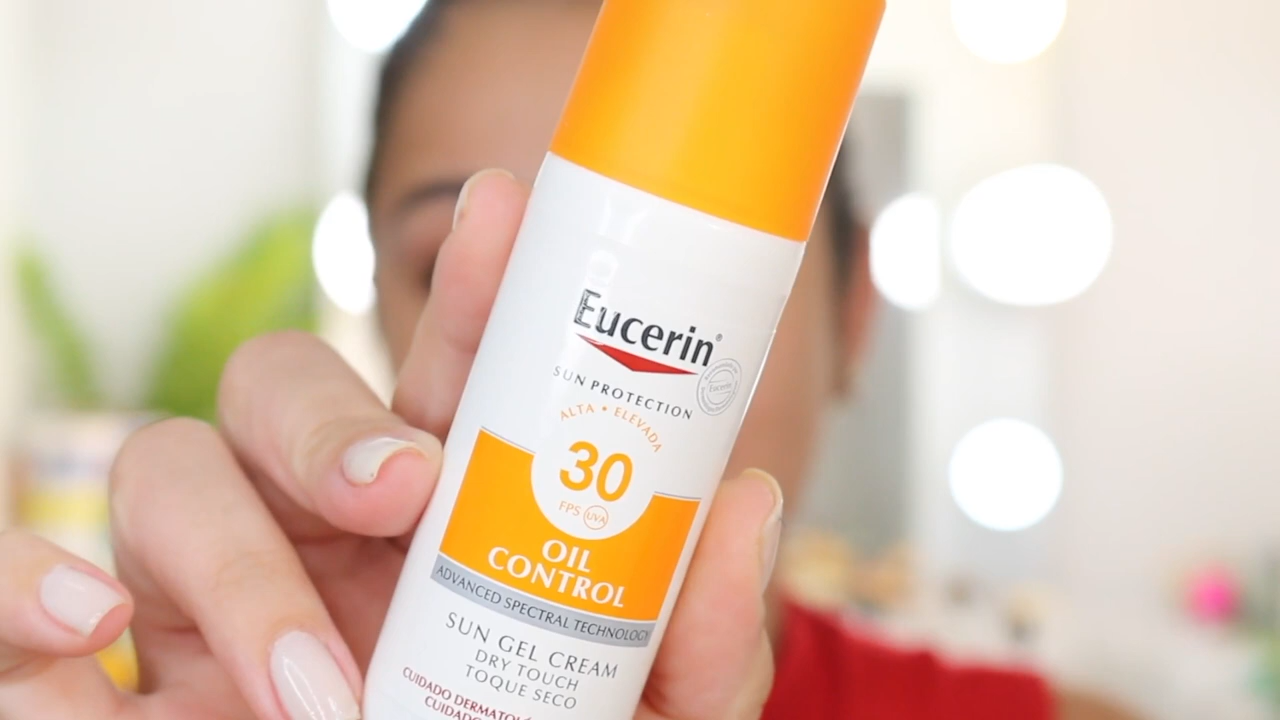 Eucerin®
SUN PROTECTION
ALTA • ELEVADA
30
FPS UVA
OIL
CONTROL
ADVANCED SPECTRAL TECHNOLOGY
SUN GEL CREAM
DRY TOUCH
TOQUE SECO
CUIDADO